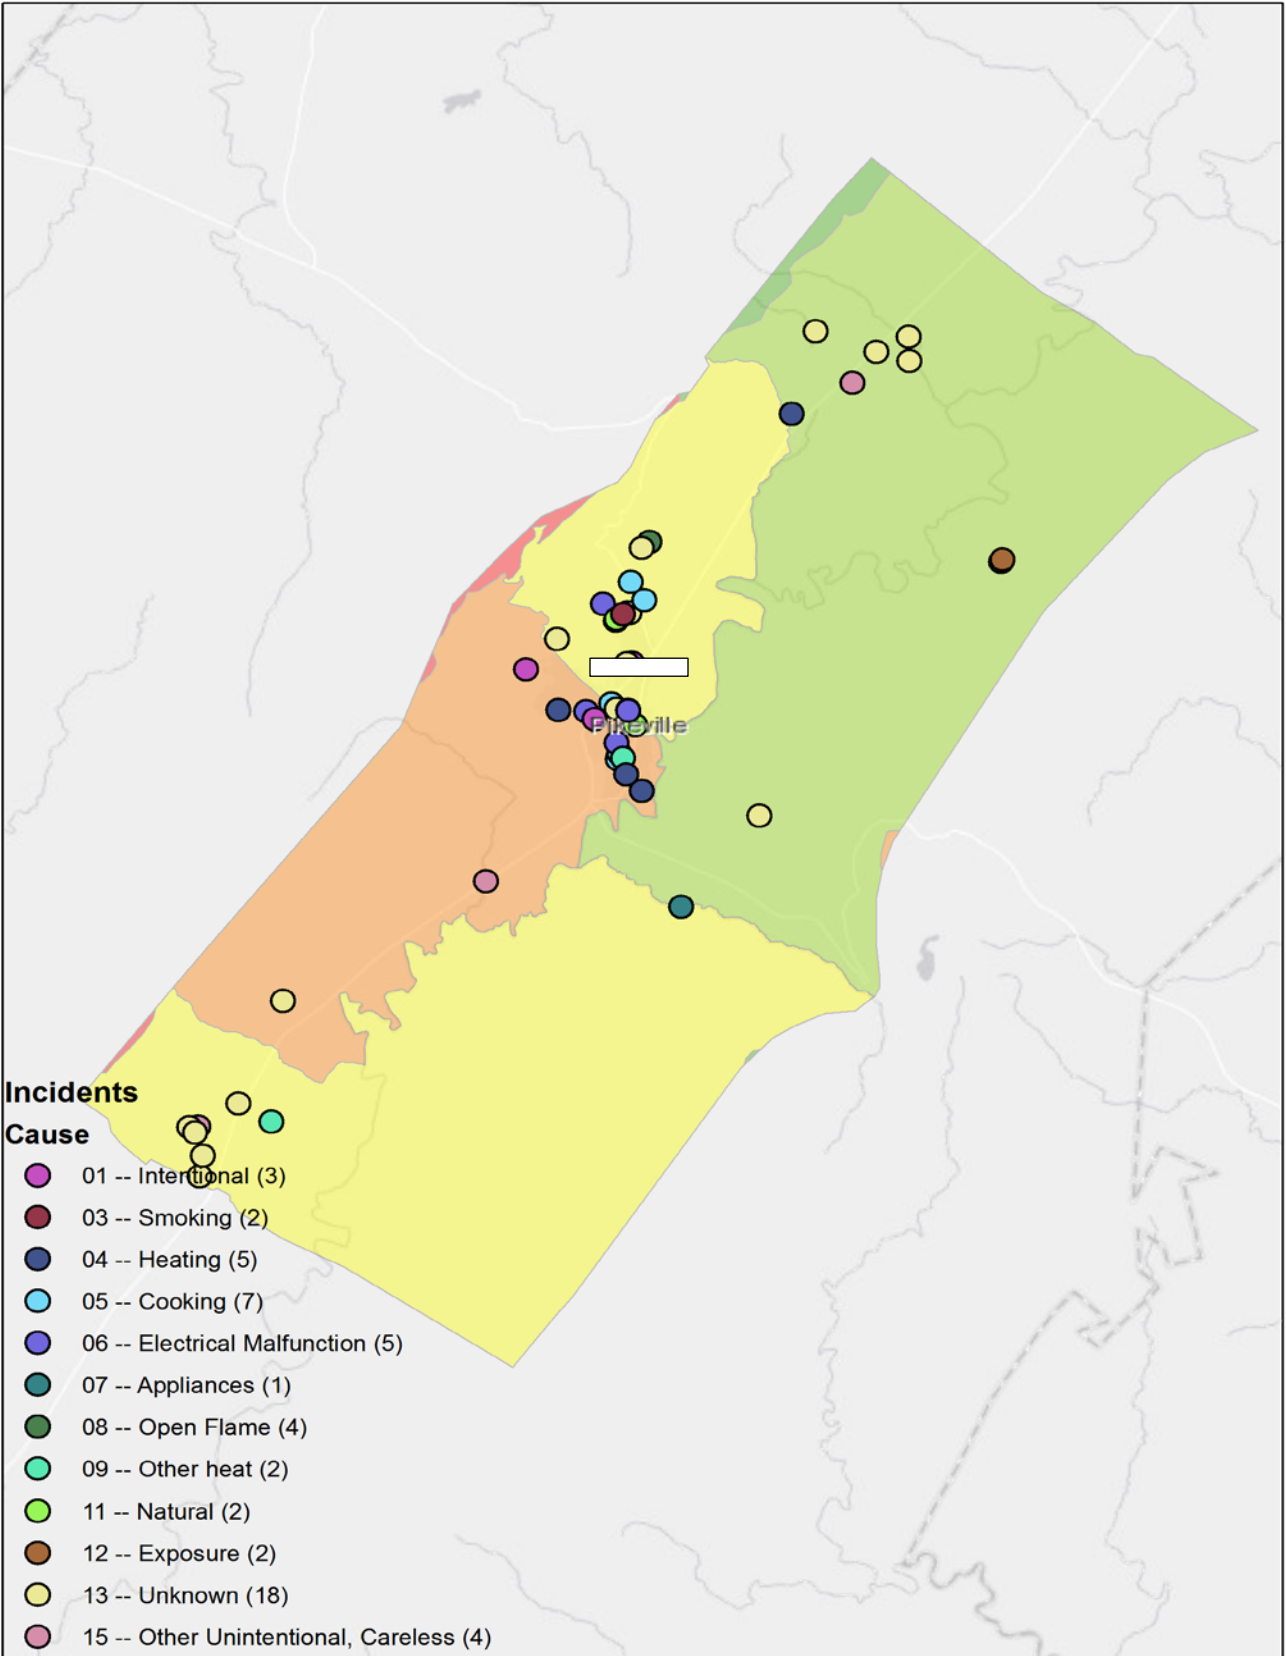 Pikeville
Incidents
Cause
01 -- Intentional (3)
03 -- Smoking (2)
04 -- Heating (5)
05 -- Cooking (7)
06 -- Electrical Malfunction (5)
07 -- Appliances (1)
08 -- Open Flame (4)
09 -- Other heat (2)
11 -- Natural (2)
12 -- Exposure (2)
13 -- Unknown (18)
15 -- Other Unintentional, Careless (4)